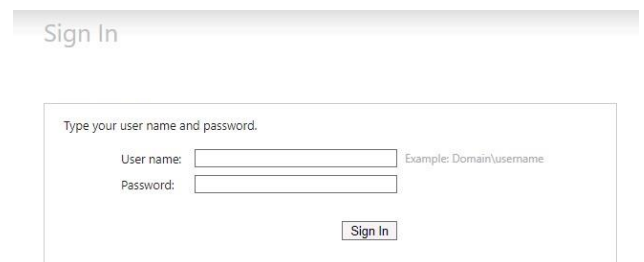 Sign In
Type your user name and password.
User name: Example: Domain\username
Password:
Sign In